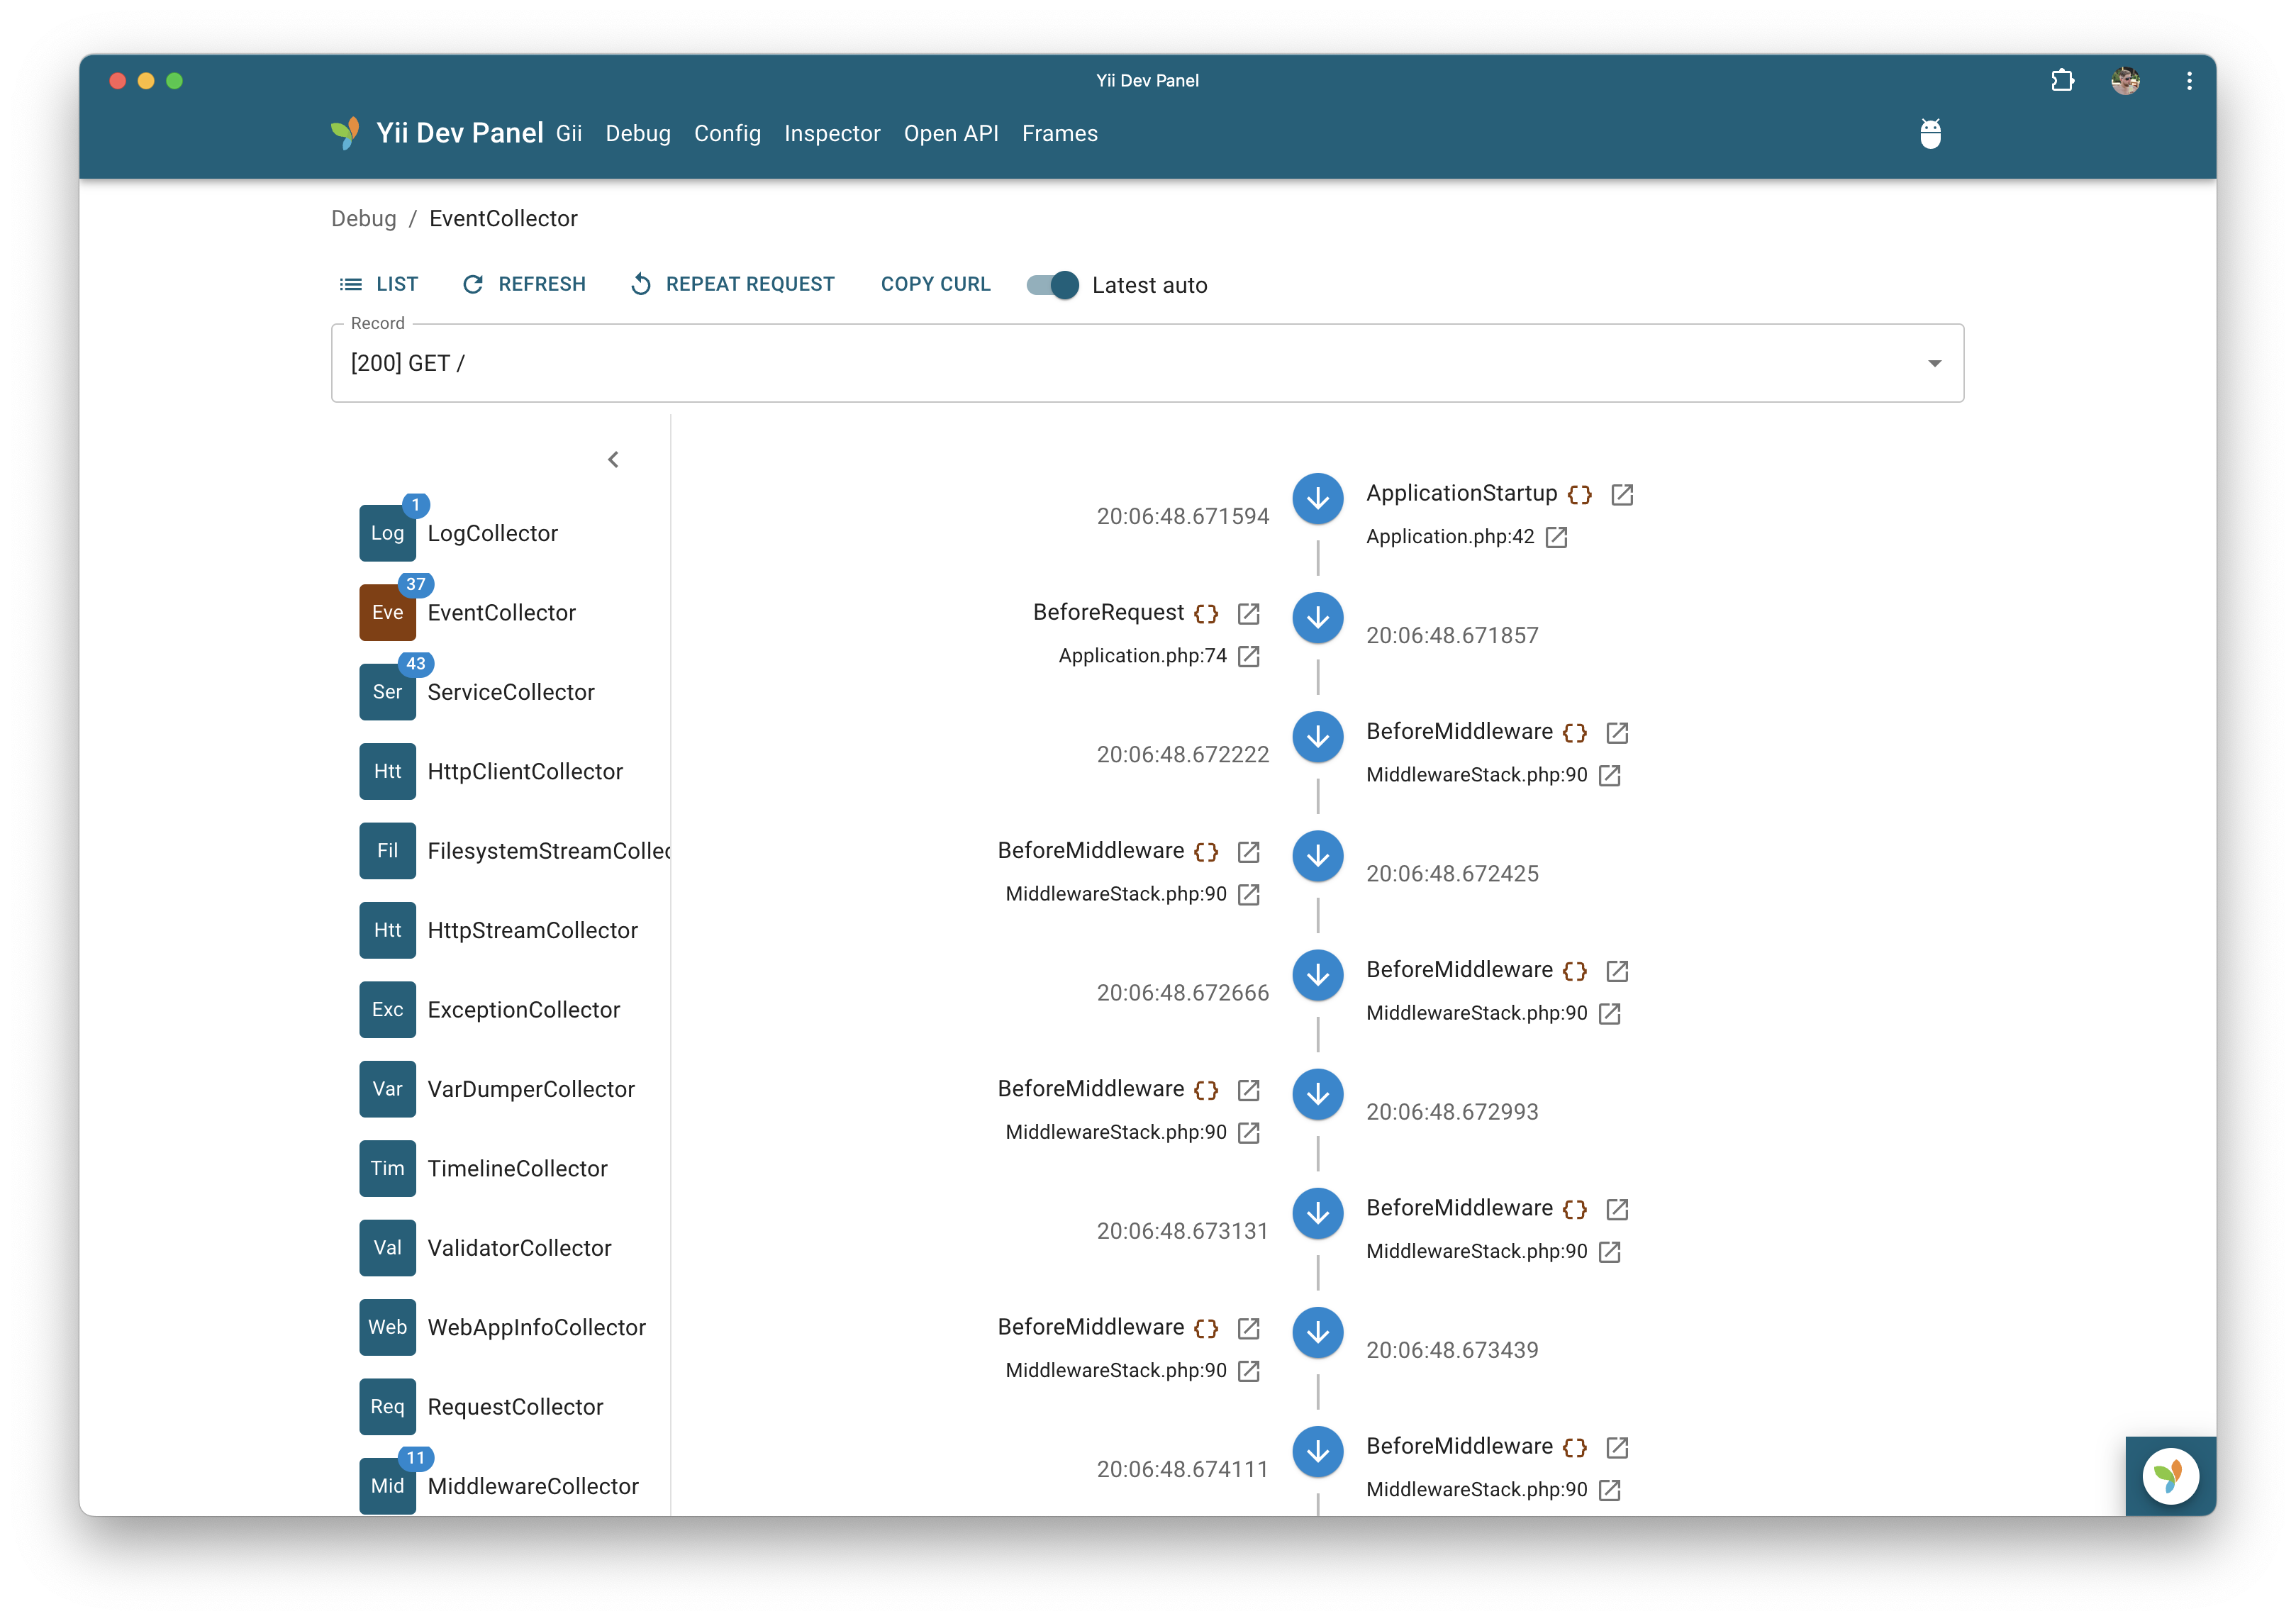 Yii Dev Panel
Yii Dev Panel Gii Debug Config Inspector Open API Frames
Debug / EventCollector
LIST REFRESH REPEAT REQUEST COPY CURL Latest auto
Record
[200] GET /
1
Log LogCollector
37
Eve EventCollector
43
Ser ServiceCollector
Htt HttpClientCollector
Fil FilesystemStreamCollec
Htt HttpStreamCollector
Exc ExceptionCollector
Var VarDumperCollector
Tim TimelineCollector
Val ValidatorCollector
Web WebAppInfoCollector
Req RequestCollector
11
Mid MiddlewareCollector
20:06:48.671594
ApplicationStartup {}
Application.php:42
BeforeRequest {}
Application.php:74
20:06:48.671857
20:06:48.672222
BeforeMiddleware {}
MiddlewareStack.php:90
BeforeMiddleware {}
MiddlewareStack.php:90
20:06:48.672425
20:06:48.672666
BeforeMiddleware {}
MiddlewareStack.php:90
BeforeMiddleware {}
MiddlewareStack.php:90
20:06:48.672993
20:06:48.673131
BeforeMiddleware {}
MiddlewareStack.php:90
BeforeMiddleware {}
MiddlewareStack.php:90
20:06:48.673439
20:06:48.674111
BeforeMiddleware {}
MiddlewareStack.php:90